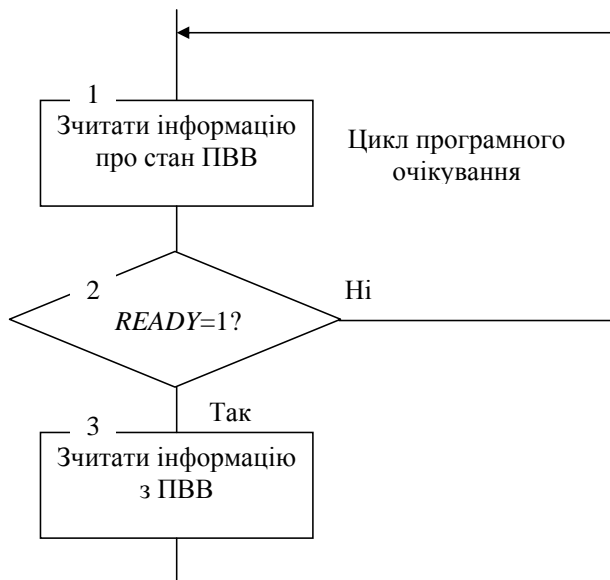 1
Зчитати інформацію
про стан ПВВ
Цикл програмного
очікування
2
READY=1?
Ні
Так
3
Зчитати інформацію
з ПВВ